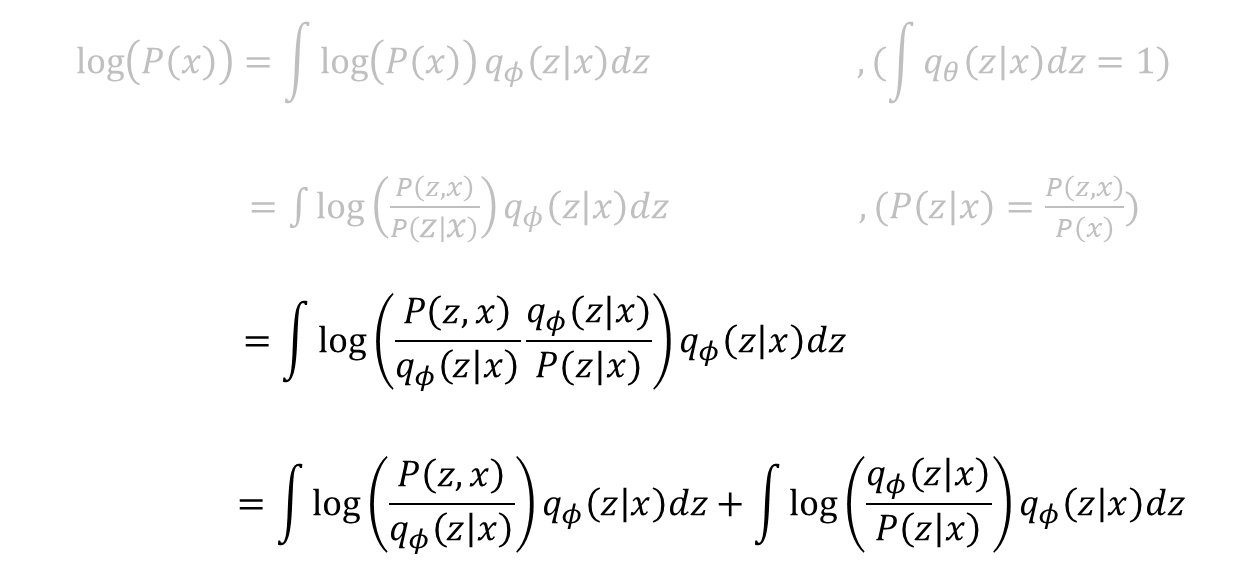 log(P(x)) = ∫ log(P(x)) q_ϕ(z|x)dz , (∫ q_θ(z|x)dz = 1)
= ∫ log(P(z,x)/P(z|x)) q_ϕ(z|x)dz , (P(z|x) = P(z,x)/P(x))
= ∫ log(P(z, x)/q_ϕ(z|x) q_ϕ(z|x)/P(z|x)) q_ϕ(z|x)dz
= ∫ log(P(z, x)/q_ϕ(z|x)) q_ϕ(z|x)dz + ∫ log(q_ϕ(z|x)/P(z|x)) q_ϕ(z|x)dz